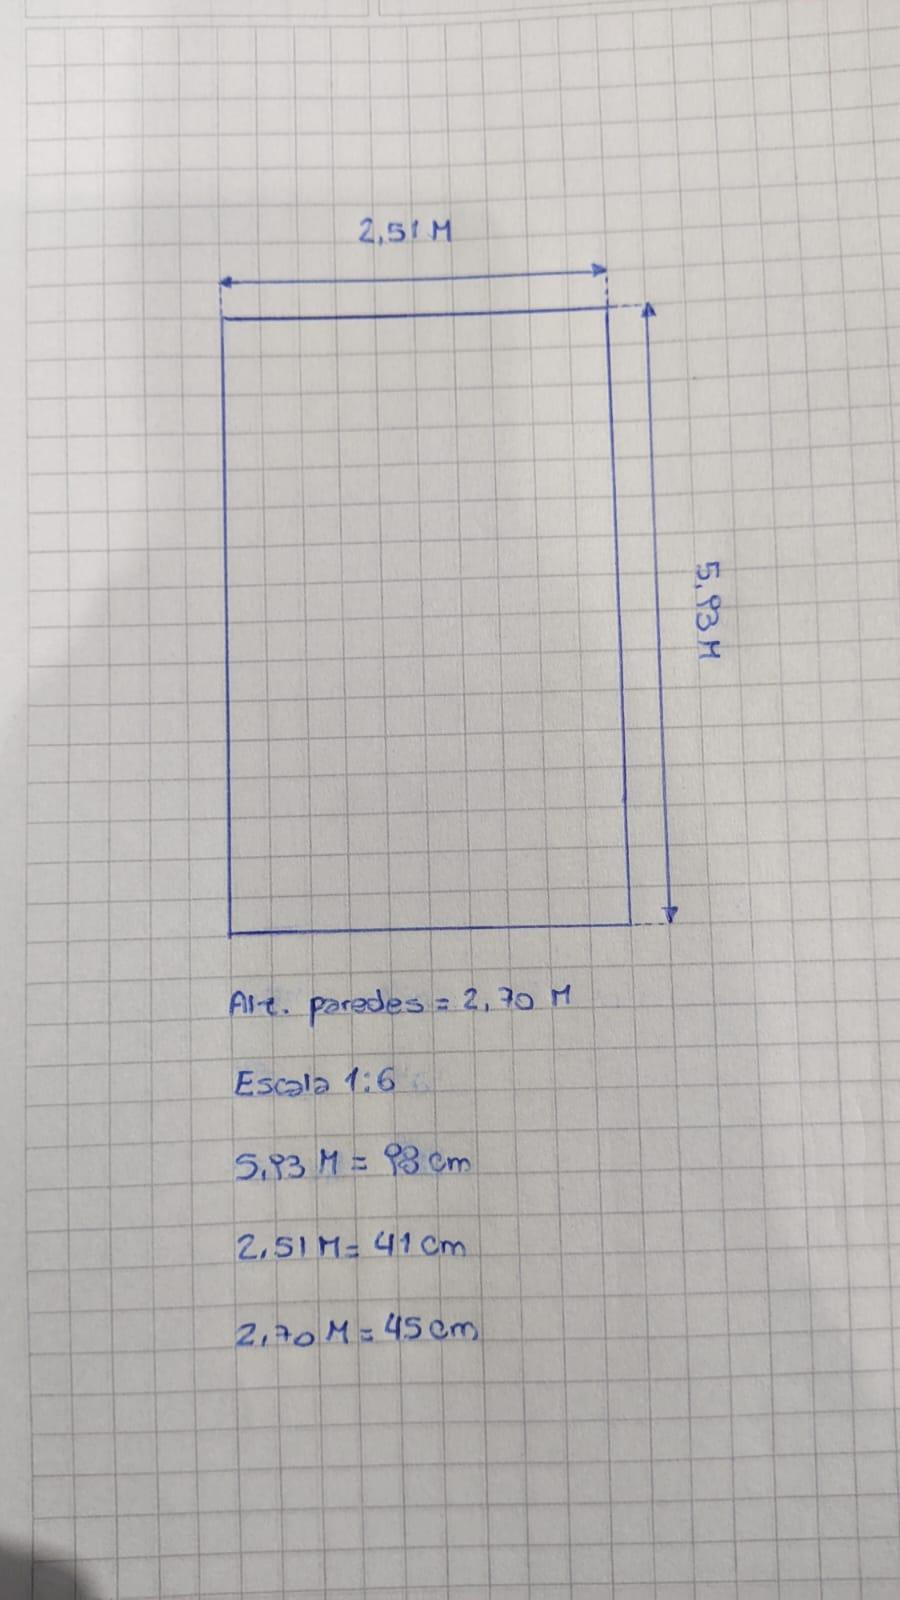 2,51 M
5,93 M
Alt. paredes = 2,70 M
Escala 1:6
5,93 M = 98 cm
2,51 M = 41 cm
2,70 M = 45 cm